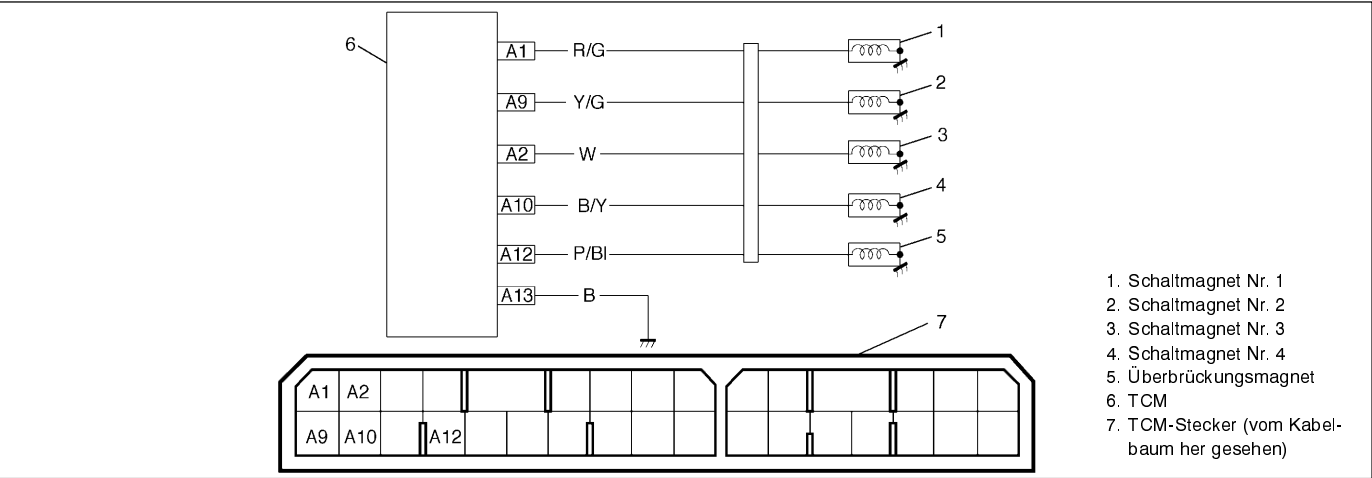 1
6
A1 R/G
2
A9 Y/G
3
A2 W
4
A10 B/Y
5
A12 P/Bl
A13 B
7
A1 A2
A9 A10 A12
1. Schaltmagnet Nr. 1
2. Schaltmagnet Nr. 2
3. Schaltmagnet Nr. 3
4. Schaltmagnet Nr. 4
5. Überbrückungsmagnet
6. TCM
7. TCM-Stecker (vom Kabel-
baum her gesehen)